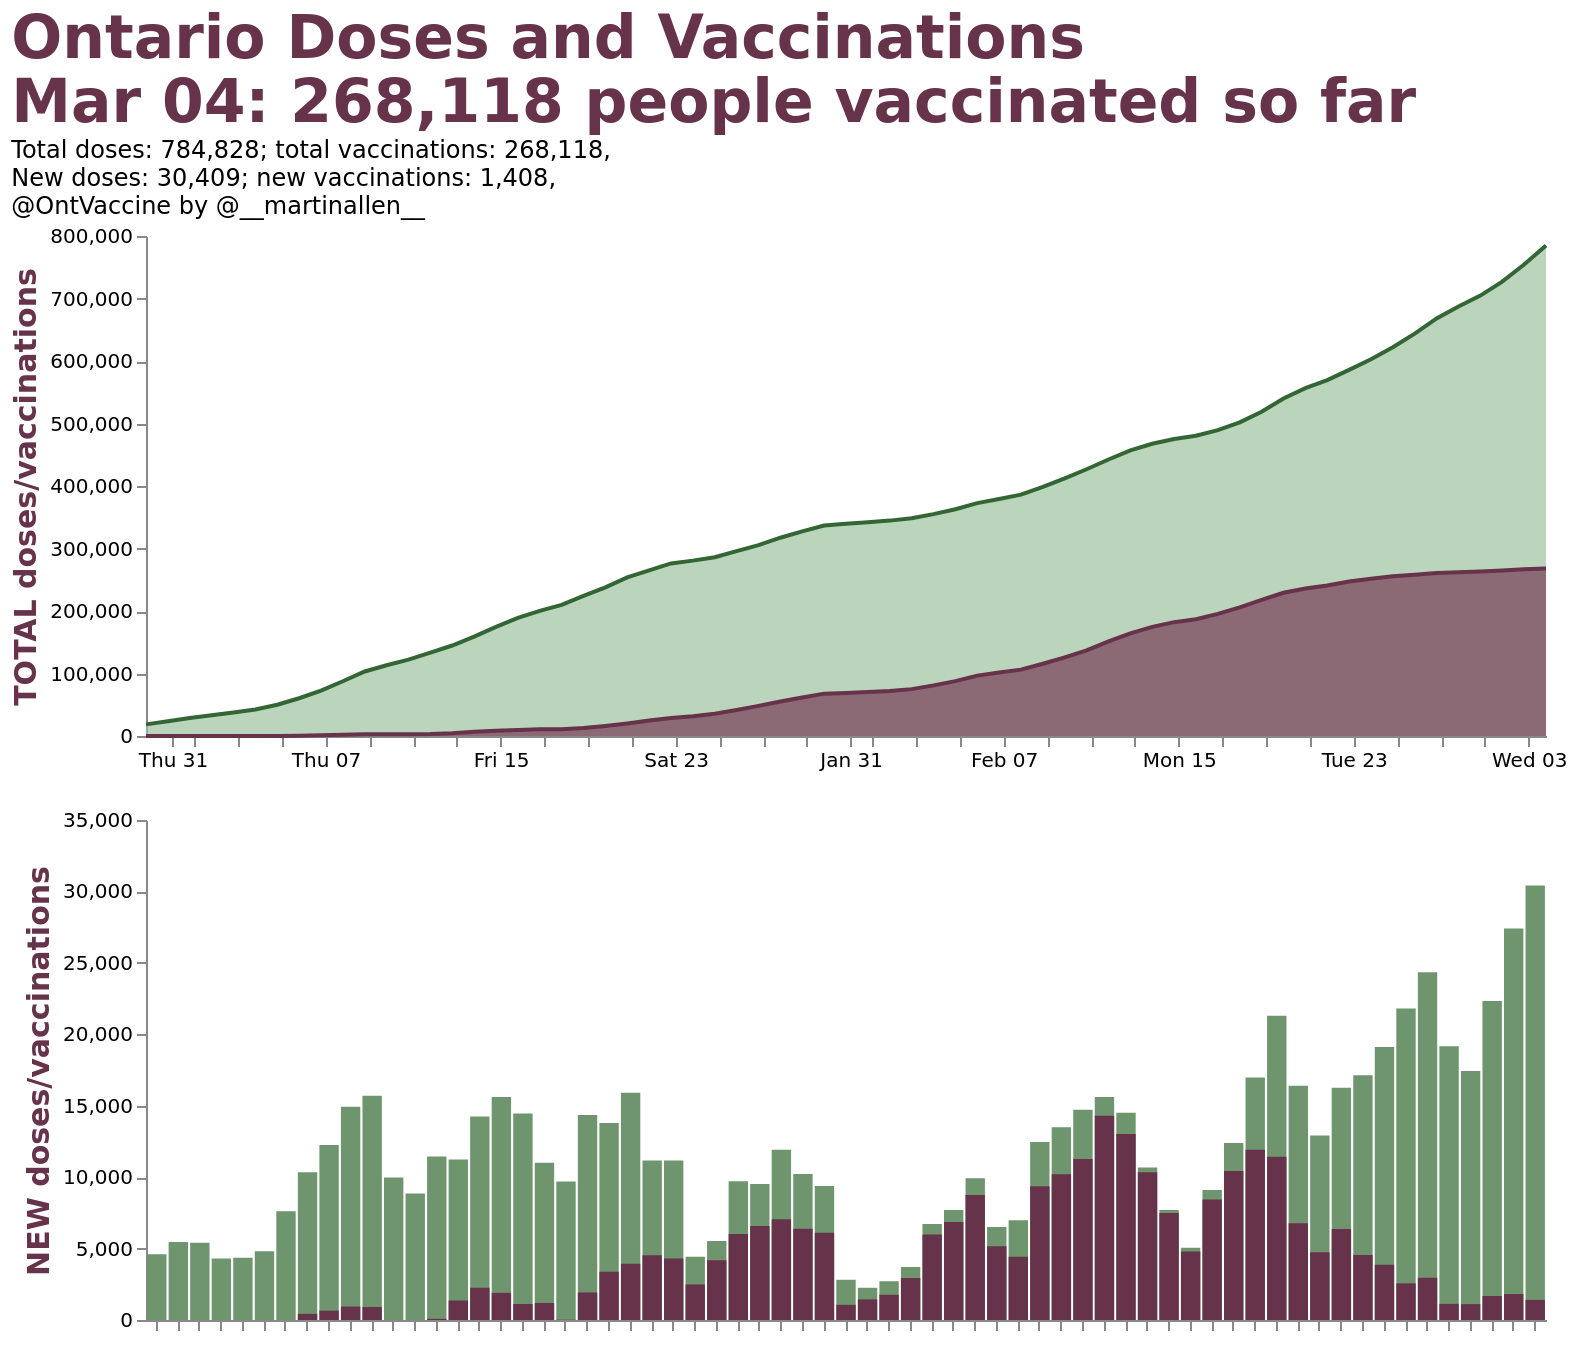 Ontario Doses and Vaccinations
Mar 04: 268,118 people vaccinated so far
Total doses: 784,828; total vaccinations: 268,118,
New doses: 30,409; new vaccinations: 1,408,
@OntVaccine by @__martinallen__
TOTAL doses/vaccinations
800,000
700,000
600,000
500,000
400,000
300,000
200,000
100,000
0
Thu 31 Thu 07 Fri 15 Sat 23 Jan 31 Feb 07 Mon 15 Tue 23 Wed 03
NEW doses/vaccinations
35,000
30,000
25,000
20,000
15,000
10,000
5,000
0